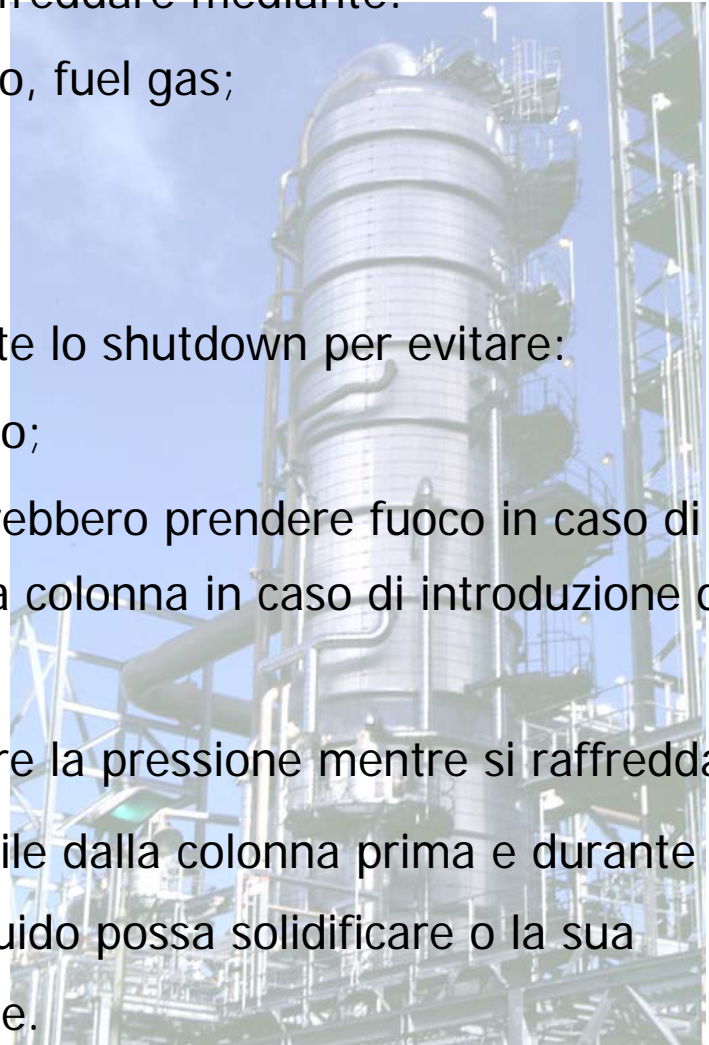 reddare mediante:
o, fuel gas;
te lo shutdown per evitare:
o;
ebbero prendere fuoco in caso di
a colonna in caso di introduzione d
re la pressione mentre si raffredda
ile dalla colonna prima e durante
uido possa solidificare o la sua
e.